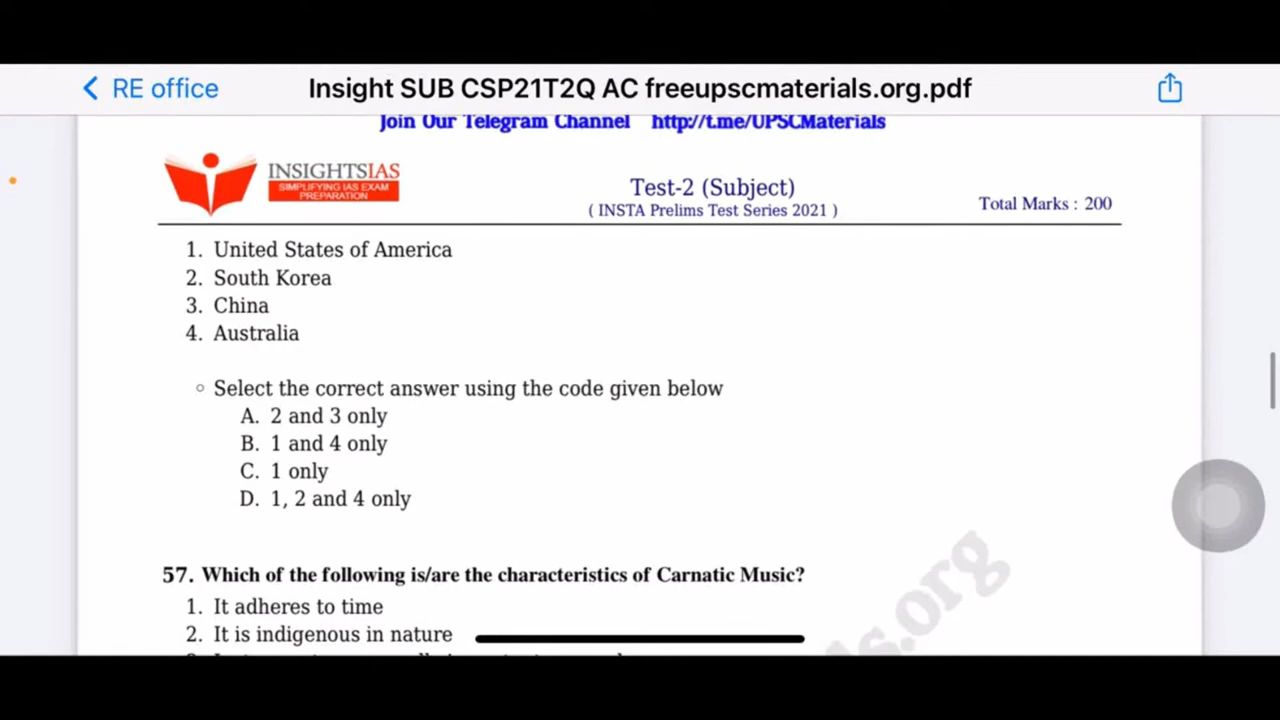 RE office
Insight SUB CSP21T2Q AC freeupscmaterials.org.pdf
Join Our Telegram Channel http://t.me/UPSCMaterials
INSIGHTSIAS
SIMPLIFYING IAS EXAM
PREPARATION
Test-2 (Subject)
( INSTA Prelims Test Series 2021 )
Total Marks : 200
1. United States of America
2. South Korea
3. China
4. Australia
◦ Select the correct answer using the code given below
A. 2 and 3 only
B. 1 and 4 only
C. 1 only
D. 1, 2 and 4 only
57. Which of the following is/are the characteristics of Carnatic Music?
1. It adheres to time
2. It is indigenous in nature
ls.org